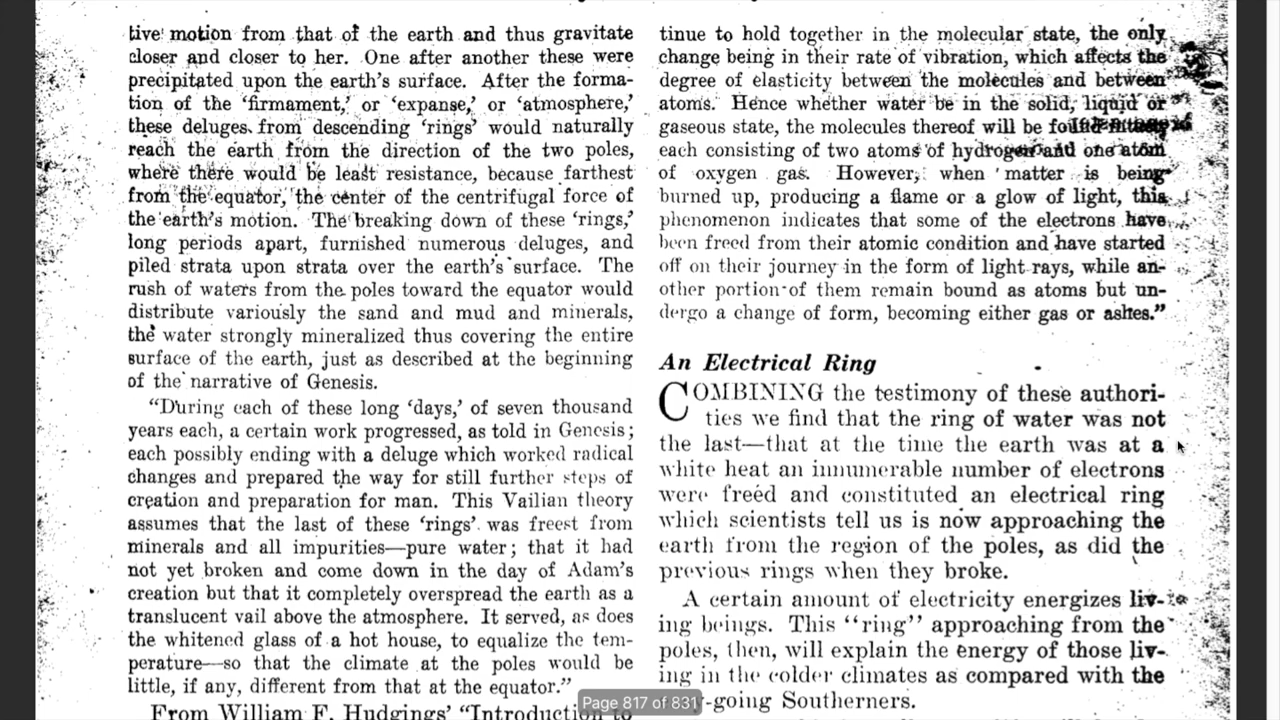 tive motion from that of the earth and thus gravitate
closer and closer to her. One after another these were
precipitated upon the earth's surface. After the forma-
tion of the 'firmament,' or 'expanse,' or 'atmosphere,'
these deluges from descending 'rings' would naturally
reach the earth from the direction of the two poles,
where there would be least resistance, because farthest
from the equator, the center of the centrifugal force of
the earth's motion. The breaking down of these 'rings,'
long periods apart, furnished numerous deluges, and
piled strata upon strata over the earth's surface. The
rush of waters from the poles toward the equator would
distribute variously the sand and mud and minerals,
the water strongly mineralized thus covering the entire
surface of the earth, just as described at the beginning
of the narrative of Genesis.
"During each of these long 'days,' of seven thousand
years each, a certain work progressed, as told in Genesis;
each possibly ending with a deluge which worked radical
changes and prepared the way for still further steps of
creation and preparation for man. This Vailian theory
assumes that the last of these 'rings' was freest from
minerals and all impurities—pure water; that it had
not yet broken and come down in the day of Adam's
creation but that it completely overspread the earth as a
translucent vail above the atmosphere. It served, as does
the whitened glass of a hot house, to equalize the tem-
perature—so that the climate at the poles would be
little, if any, different from that at the equator."
From William F. Hudgings' "Introduction to
tinue to hold together in the molecular state, the only
change being in their rate of vibration, which affects the
degree of elasticity between the molecules and between
atoms. Hence whether water be in the solid, liquid or
gaseous state, the molecules thereof will be found
each consisting of two atoms of hydrogen and one atom
of oxygen gas. However, when matter is being
burned up, producing a flame or a glow of light, this
phenomenon indicates that some of the electrons have
been freed from their atomic condition and have started
off on their journey in the form of light rays, while an-
other portion of them remain bound as atoms but un-
dergo a change of form, becoming either gas or ashes."
An Electrical Ring
COMBINING the testimony of these authori-
ties we find that the ring of water was not
the last—that at the time the earth was at a
white heat an innumerable number of electrons
were freed and constituted an electrical ring
which scientists tell us is now approaching the
earth from the region of the poles, as did the
previous rings when they broke.
A certain amount of electricity energizes liv-
ing beings. This "ring" approaching from the
poles, then, will explain the energy of those liv-
ing in the colder climates as compared with the
y-going Southerners.
Page 817 of 831